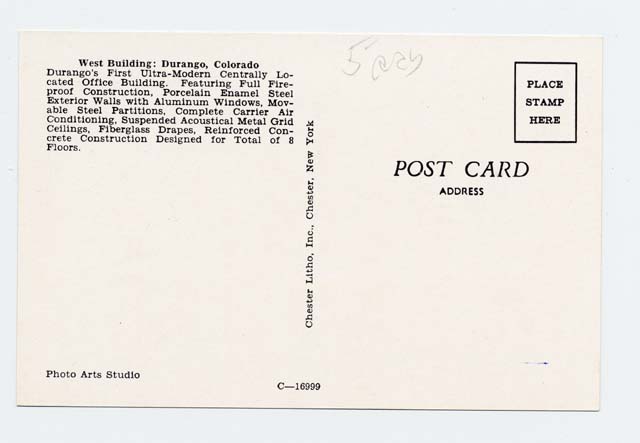 West Building: Durango, Colorado
Durango's First Ultra-Modern Centrally Lo-
cated Office Building. Featuring Full Fire-
proof Construction, Porcelain Enamel Steel
Exterior Walls with Aluminum Windows, Mov-
able Steel Partitions, Complete Carrier Air
Conditioning, Suspended Acoustical Metal Grid
Ceilings, Fiberglass Drapes, Reinforced Con-
crete Construction Designed for Total of 8
Floors.
Photo Arts Studio
Chester Litho, Inc., Chester, New York
C—16999
PLACE
STAMP
HERE
POST CARD
ADDRESS